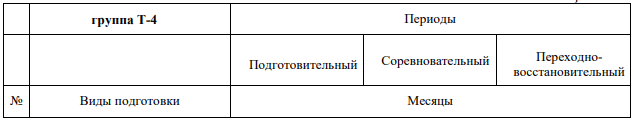 группа Т-4 Периоды
Подготовительный Соревновательный Переходно-
восстановительный
№ Виды подготовки Месяцы